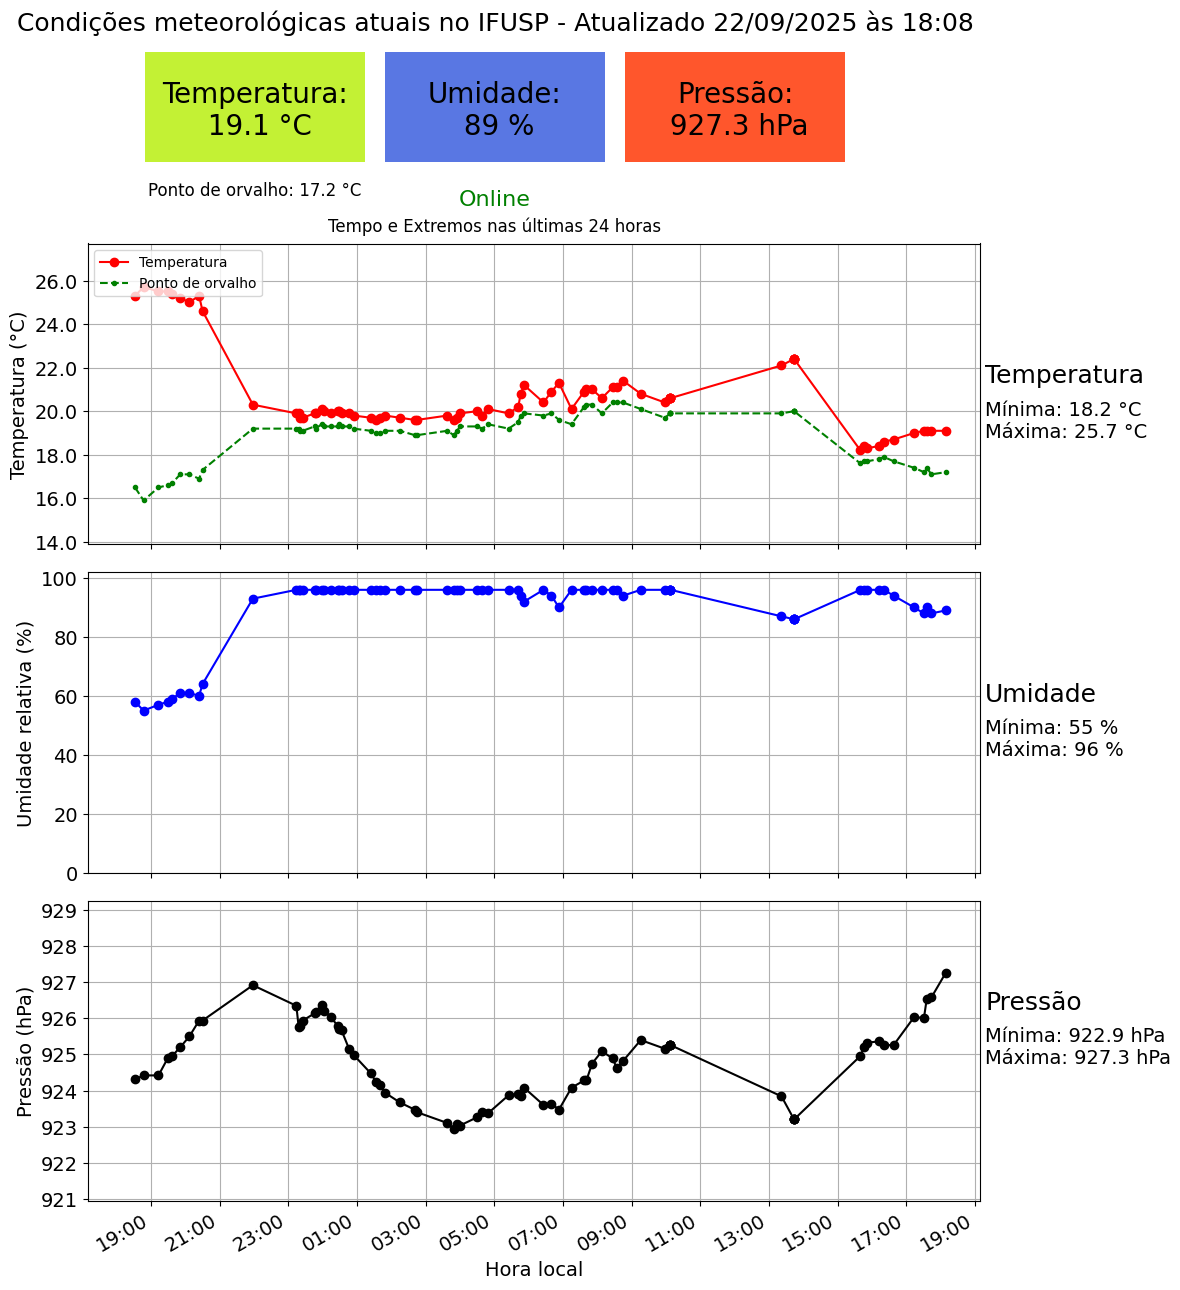 Condições meteorológicas atuais no IFUSP - Atualizado 22/09/2025 às 18:08
Temperatura:
19.1 °C
Umidade:
89 %
Pressão:
927.3 hPa
Ponto de orvalho: 17.2 °C
Online
Tempo e Extremos nas últimas 24 horas
Temperatura
Ponto de orvalho
Temperatura (°C)
26.0
24.0
22.0
20.0
18.0
16.0
14.0
Temperatura
Mínima: 18.2 °C
Máxima: 25.7 °C
Umidade relativa (%)
100
80
60
40
20
0
Umidade
Mínima: 55 %
Máxima: 96 %
Pressão (hPa)
929
928
927
926
925
924
923
922
921
Pressão
Mínima: 922.9 hPa
Máxima: 927.3 hPa
19:00 21:00 23:00 01:00 03:00 05:00 07:00 09:00 11:00 13:00 15:00 17:00 19:00
Hora local